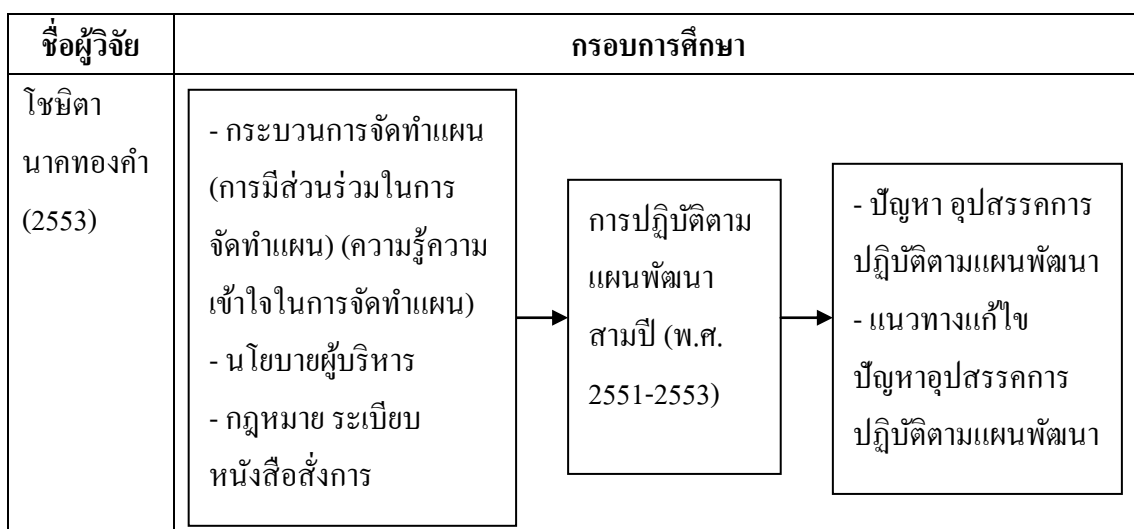 ชื่อผู้วิจัย
กรอบการศึกษา
โชษิตา
นาคทองคำ
(2553)
- กระบวนการจัดทำแผน
(การมีส่วนร่วมในการ
จัดทำแผน) (ความรู้ความ
เข้าใจในการจัดทำแผน)
- นโยบายผู้บริหาร
- กฎหมาย ระเบียบ
หนังสือสั่งการ
การปฏิบัติตาม
แผนพัฒนา
สามปี (พ.ศ.
2551-2553)
- ปัญหา อุปสรรคการ
ปฏิบัติตามแผนพัฒนา
- แนวทางแก้ไข
ปัญหาอุปสรรคการ
ปฏิบัติตามแผนพัฒนา